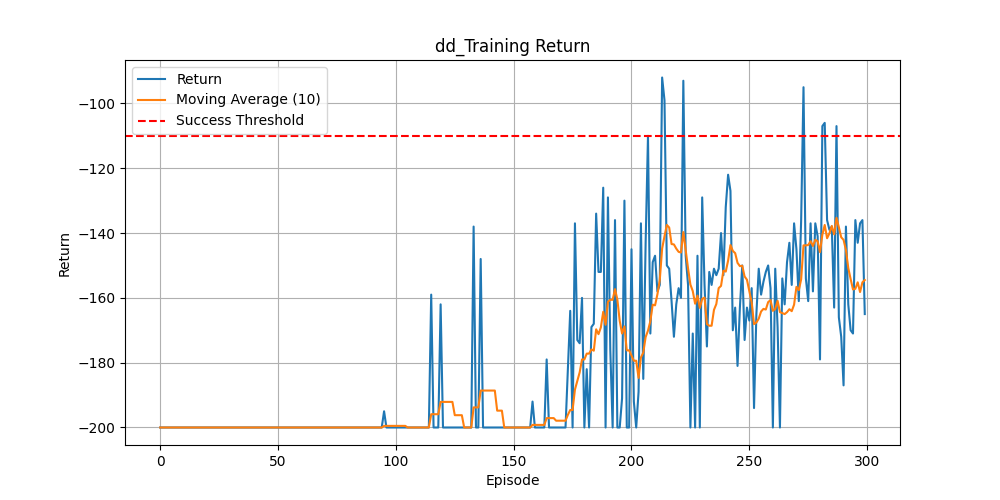 dd_Training Return
Return
Moving Average (10)
Success Threshold
−100
−120
−140
−160
−180
−200
Return
0
50
100
150
200
250
300
Episode